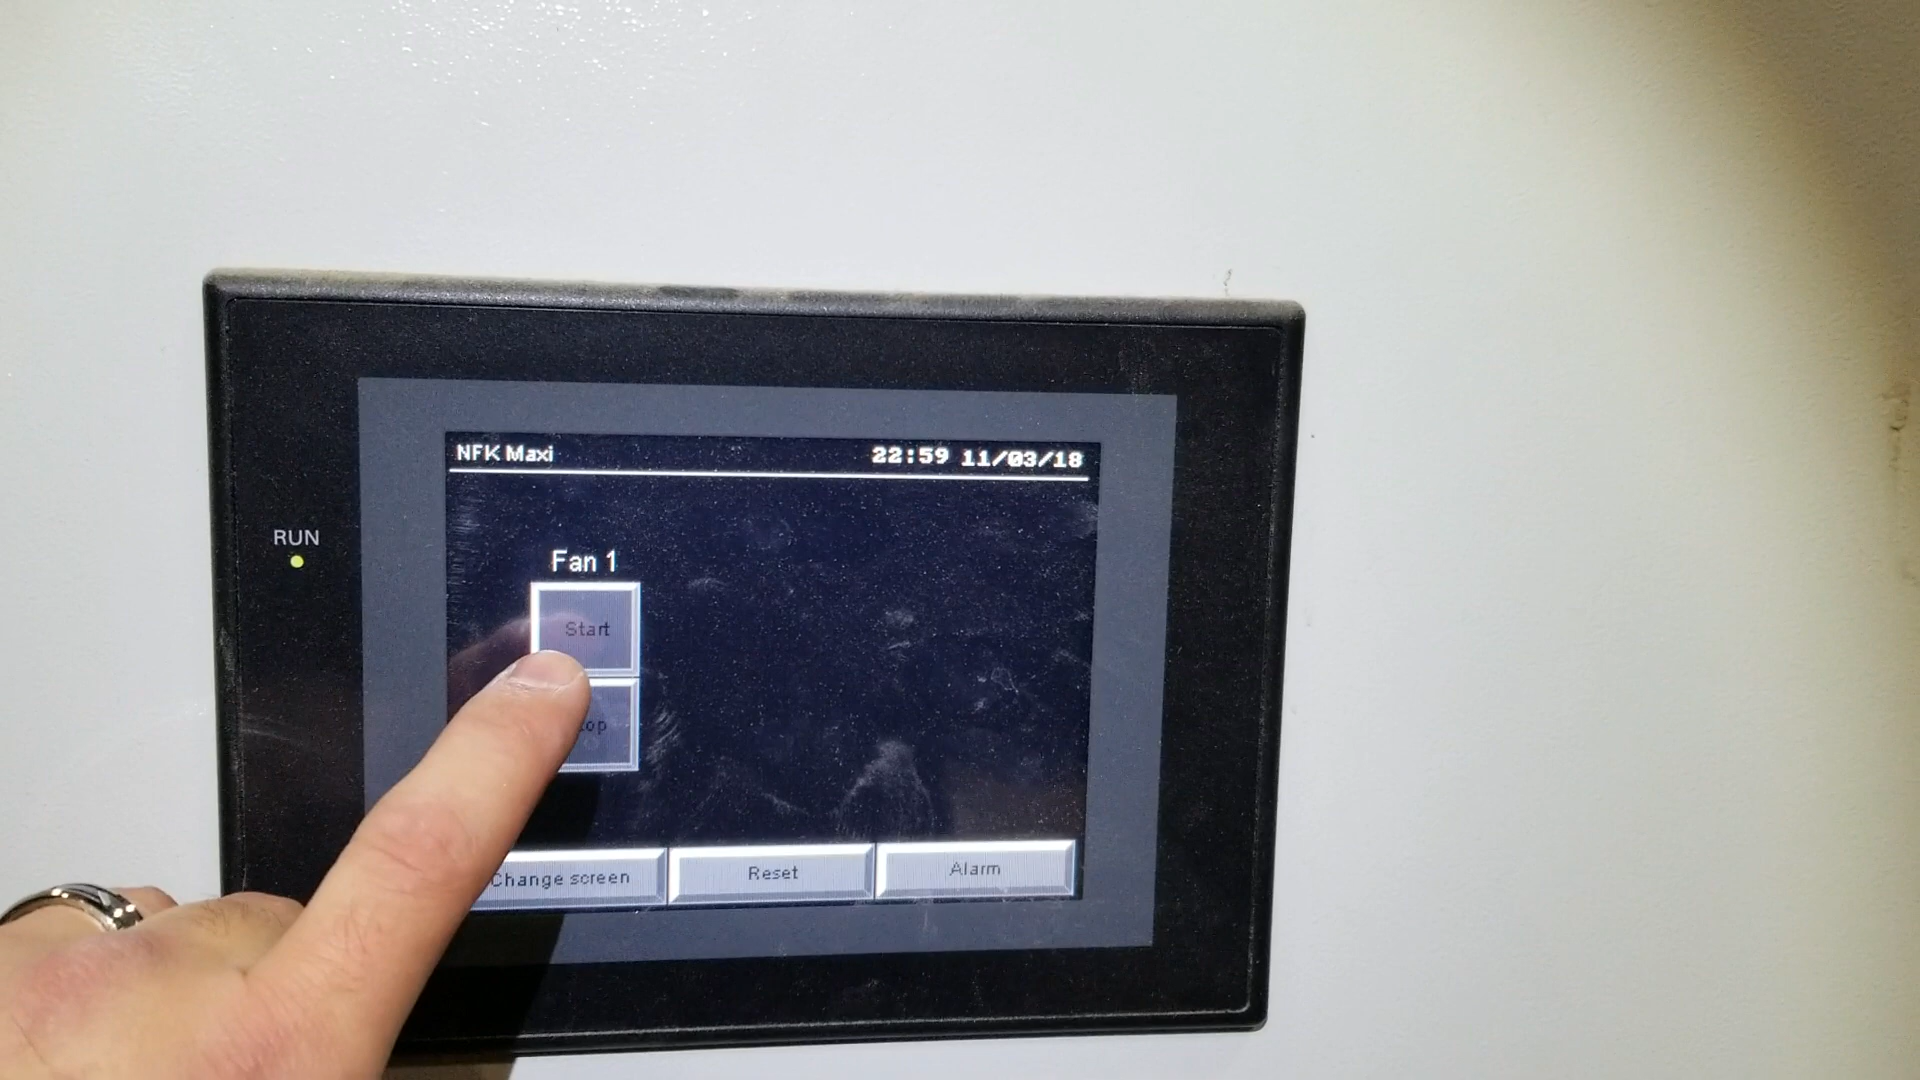 NFK Maxi 22:59 11/03/18
RUN
Fan 1
Start
Change screen Reset Alarm